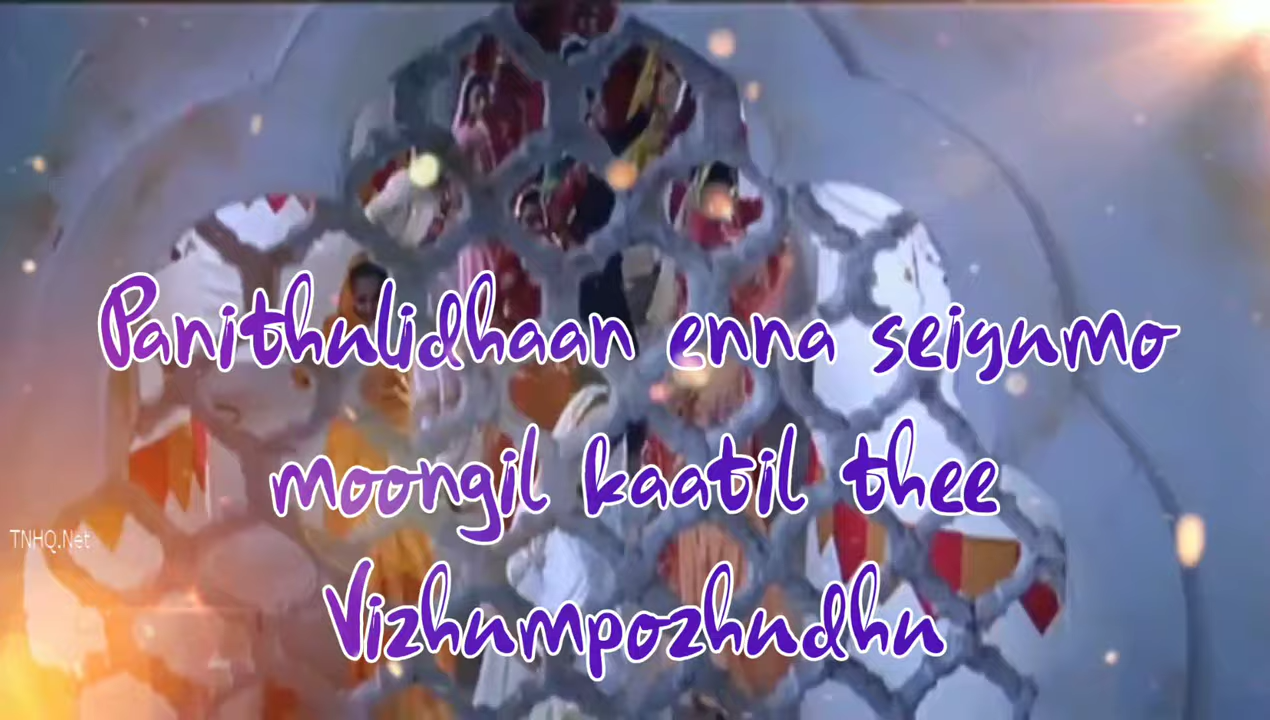 Panithulidhaan enna seiyumo
moongil kaatil thee
TNHQ.Net
Vizhumpozhudhu